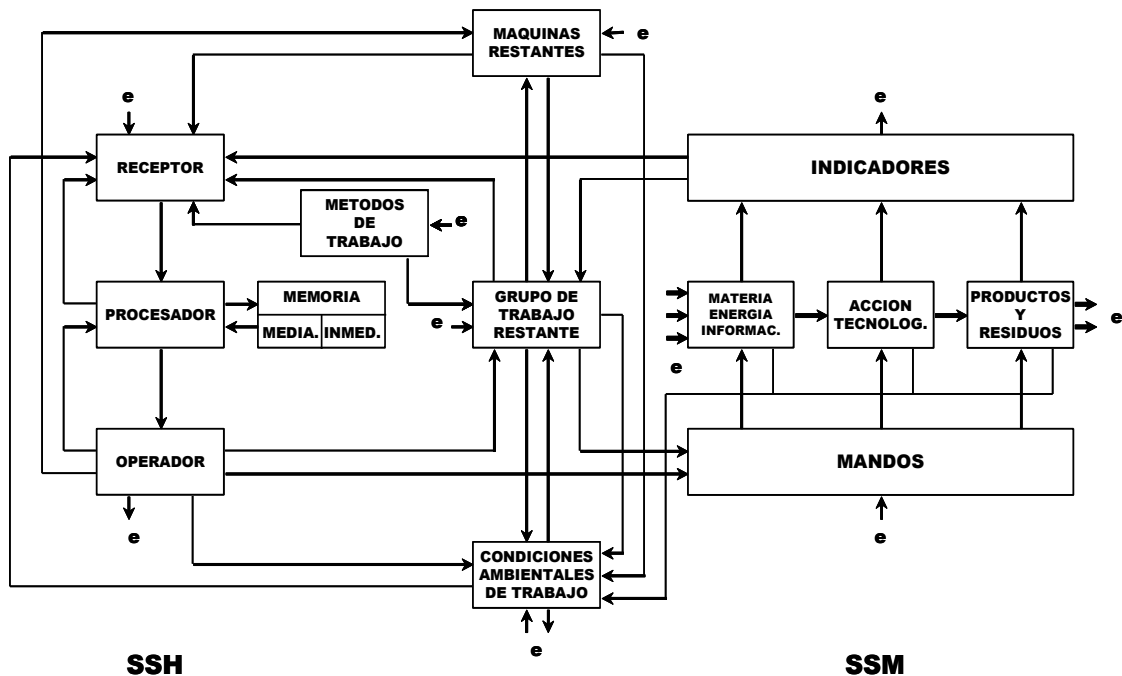 MAQUINAS
RESTANTES
e
e
RECEPTOR
e
INDICADORES
METODOS
DE
TRABAJO
e
PROCESADOR
MEMORIA
MEDIA. INMED.
GRUPO DE
TRABAJO
RESTANTE
e
MATERIA
ENERGIA
INFORMAC.
e
ACCION
TECNOLOG.
PRODUCTOS
Y
RESIDUOS
e
OPERADOR
e
MANDOS
e
CONDICIONES
AMBIENTALES
DE TRABAJO
e
SSH
SSM